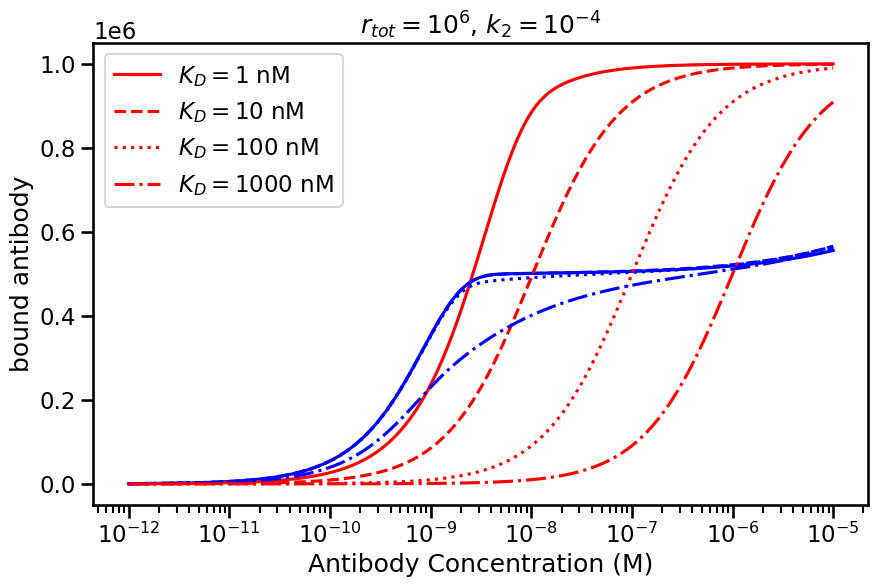 $r_{tot} = 10^6$, $k_2 = 10^{-4}$
1e6
$K_D = 1$ nM
$K_D = 10$ nM
$K_D = 100$ nM
$K_D = 1000$ nM
1.0
0.8
0.6
0.4
0.2
0.0
bound antibody
$10^{-12}$ $10^{-11}$ $10^{-10}$ $10^{-9}$ $10^{-8}$ $10^{-7}$ $10^{-6}$ $10^{-5}$
Antibody Concentration (M)